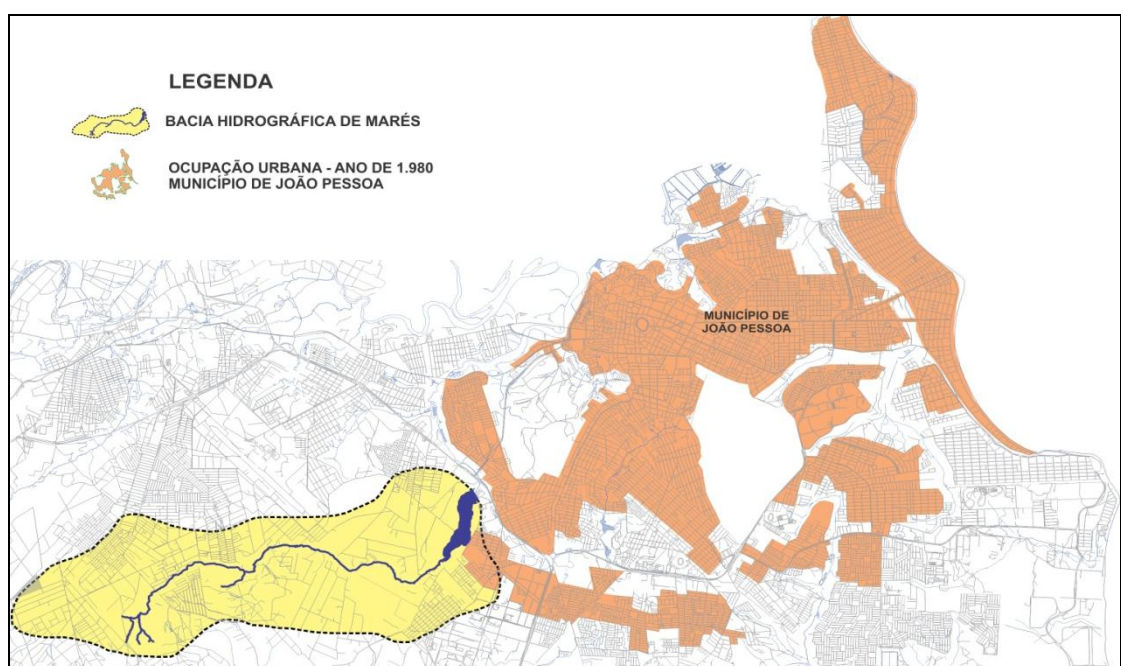 LEGENDA
BACIA HIDROGRÁFICA DE MARÉS
OCUPAÇÃO URBANA - ANO DE 1.980
MUNICÍPIO DE JOÃO PESSOA
MUNICÍPIO DE
JOÃO PESSOA